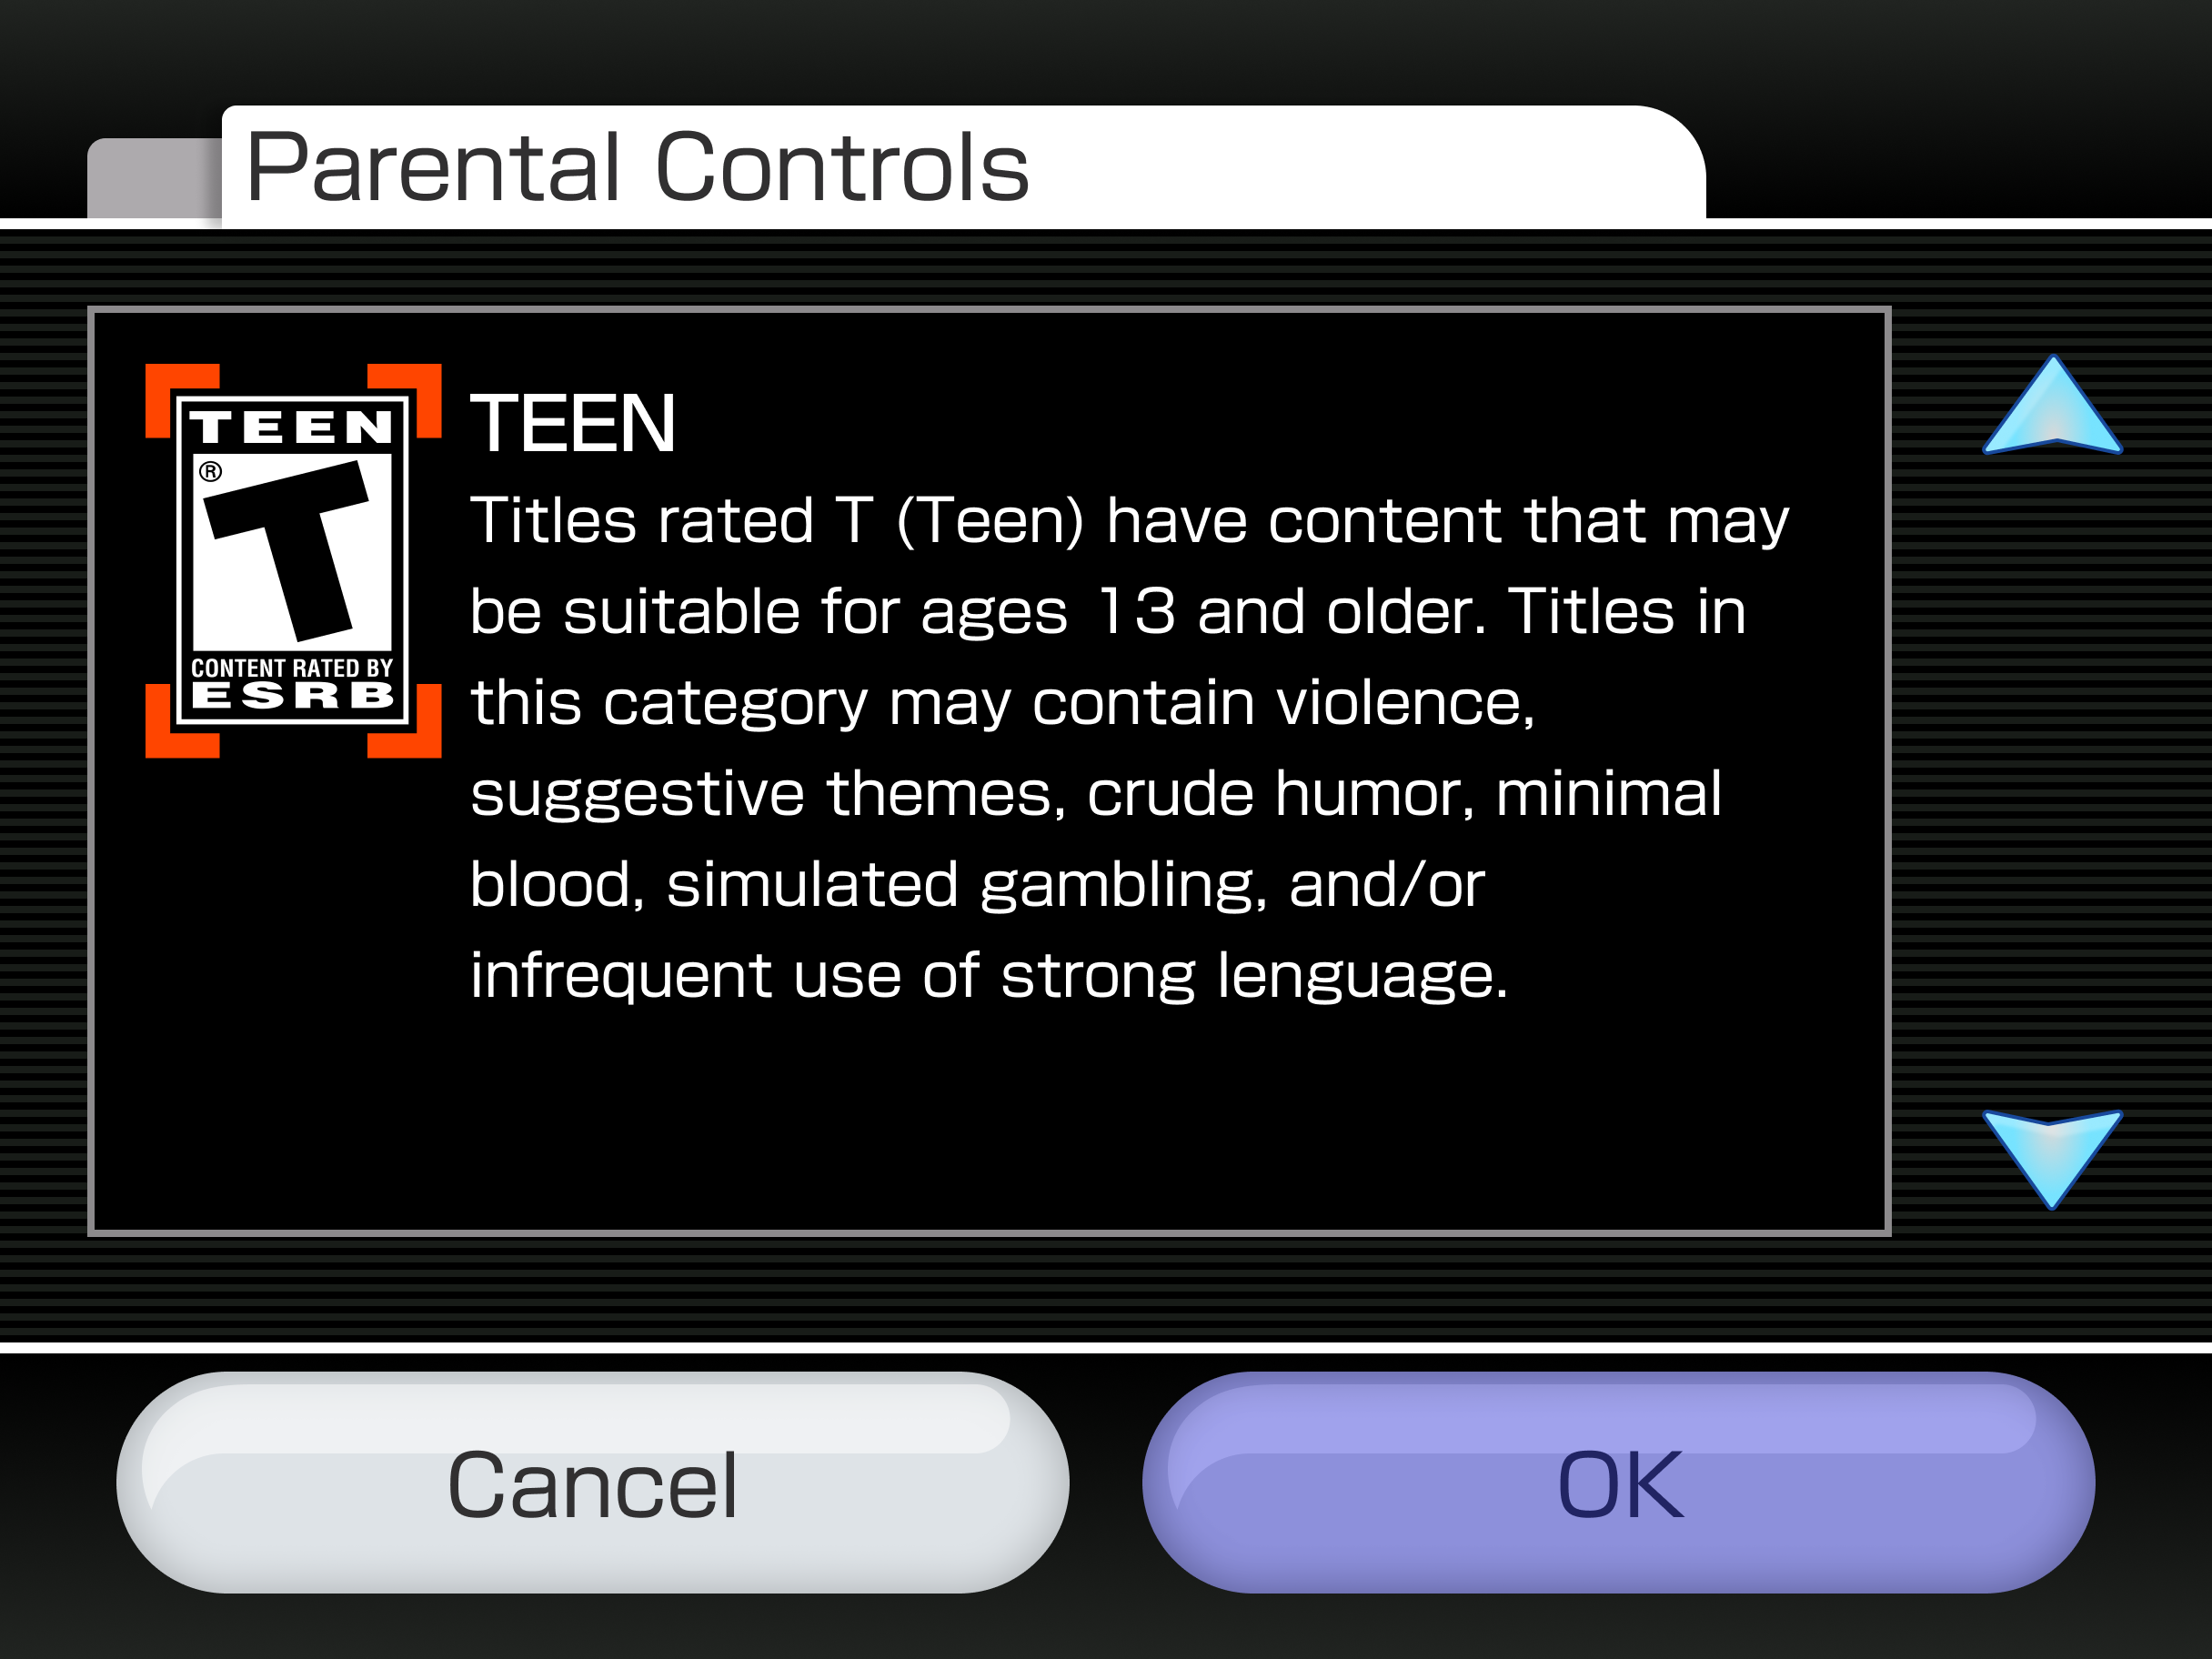 Parental Controls
TEEN
®
T
CONTENT RATED BY
ESRB
TEEN
Titles rated T (Teen) have content that may
be suitable for ages 13 and older. Titles in
this category may contain violence,
suggestive themes, crude humor, minimal
blood, simulated gambling, and/or
infrequent use of strong lenguage.
Cancel
OK